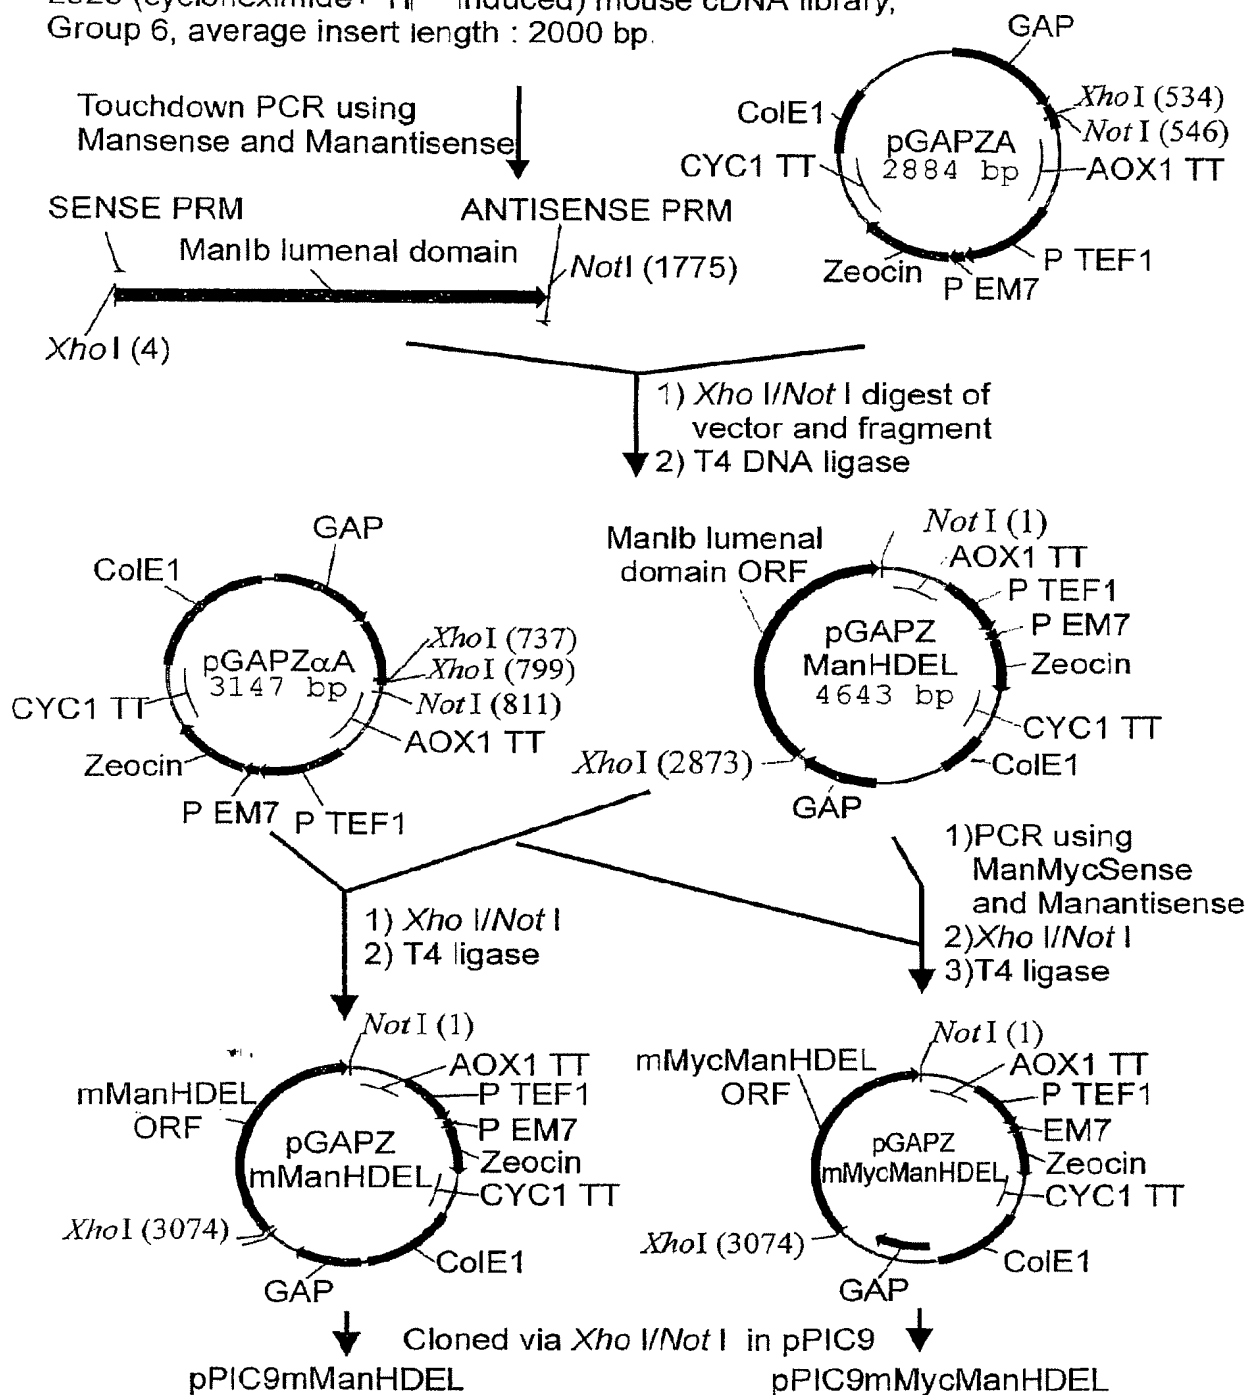 (cycloheximide+
induced) mouse cDNA library,
Group 6, average insert length : 2000 bp.
Touchdown PCR using
Mansense and Manantisense
GAP
XhoI (534)
NotI (546)
ColE1
pGAPZA
2884 bp
CYC1 TT
AOX1 TT
Zeocin
P EM7
P TEF1
SENSE PRM
ANTISENSE PRM
ManIb lumenal domain
NotI (1775)
XhoI (4)
1) Xho I/Not I digest of
vector and fragment
2) T4 DNA ligase
GAP
ColE1
pGAPZαA
3147 bp
XhoI (737)
XhoI (799)
NotI (811)
CYC1 TT
AOX1 TT
Zeocin
P EM7
P TEF1
ManIb lumenal
domain ORF
NotI (1)
AOX1 TT
P TEF1
P EM7
pGAPZ
ManHDEL
4643 bp
Zeocin
CYC1 TT
XhoI (2873)
ColE1
GAP
1) Xho I/Not I
2) T4 ligase
1)PCR using
ManMycSense
and Manantisense
2)Xho I/Not I
3)T4 ligase
NotI (1)
mManHDEL
ORF
AOX1 TT
P TEF1
P EM7
pGAPZ
mManHDEL
Zeocin
CYC1 TT
XhoI (3074)
ColE1
GAP
NotI (1)
mMycManHDEL
ORF
AOX1 TT
P TEF1
EM7
pGAPZ
mMycManHDEL
Zeocin
CYC1 TT
XhoI (3074)
ColE1
GAP
Cloned via Xho I/Not I in pPIC9
pPIC9mManHDEL
pPIC9mMycManHDEL